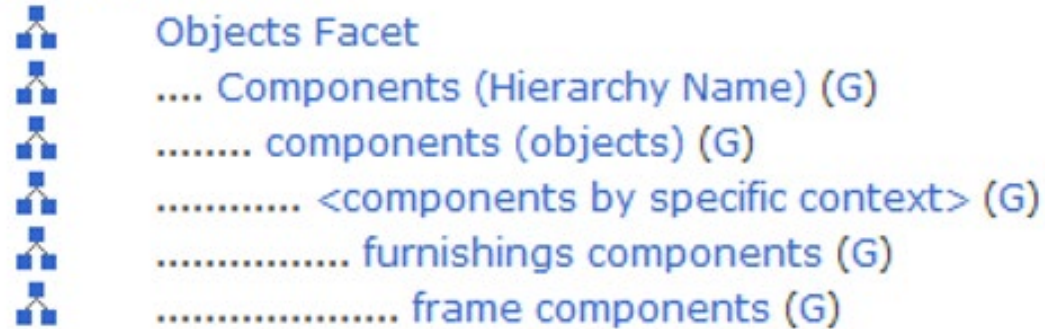 Objects Facet
.... Components (Hierarchy Name) (G)
........ components (objects) (G)
............ <components by specific context> (G)
................ furnishings components (G)
.................... frame components (G)